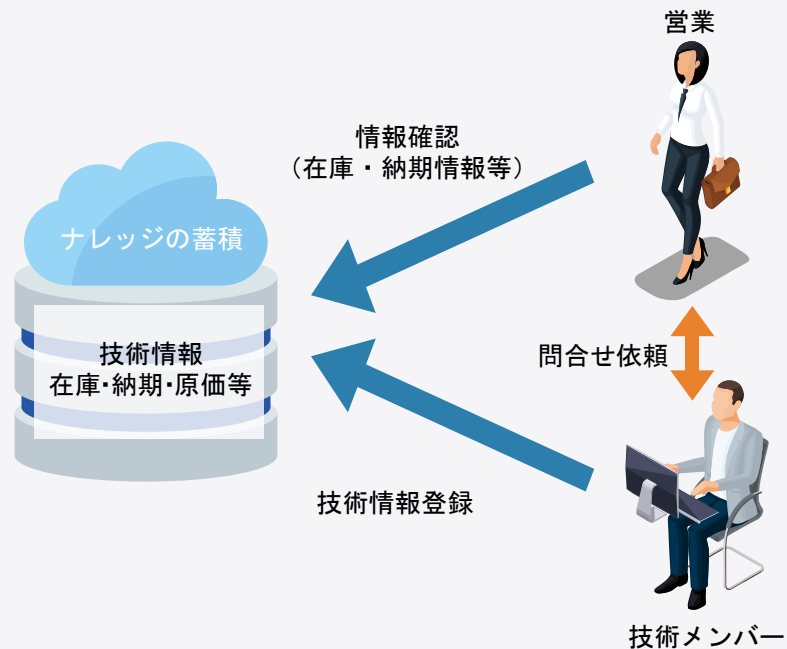 営業
情報確認
（在庫・納期情報等）
ナレッジの蓄積
技術情報
在庫・納期・原価等
問合せ依頼
技術情報登録
技術メンバー